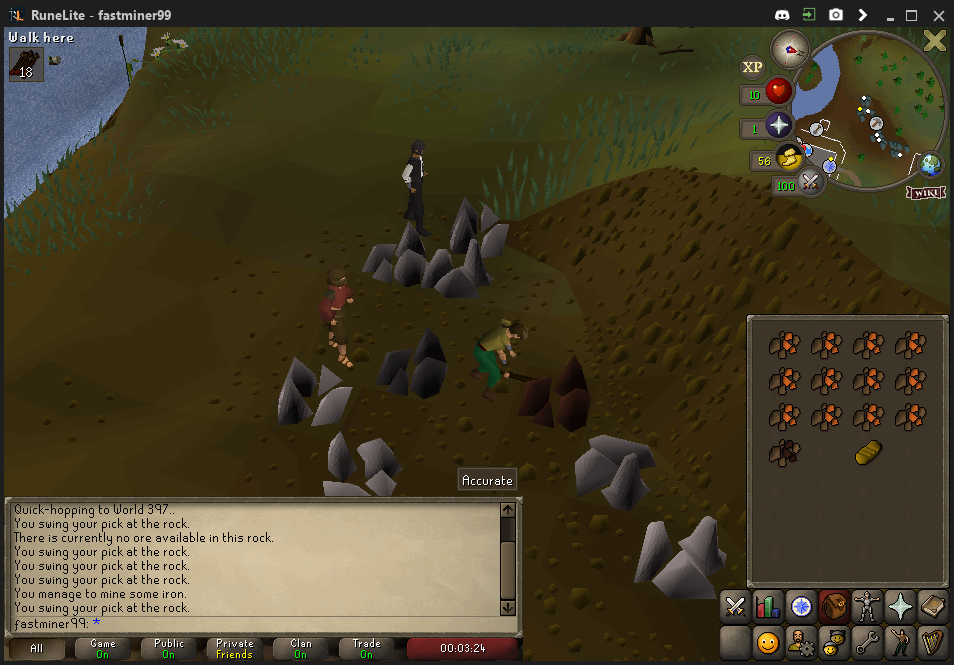 RuneLite - fastminer99
Walk here
18
XP
10
1
56
100
WIKI
Accurate
Quick-hopping to World 397..
You swing your pick at the rock.
There is currently no ore available in this rock.
You swing your pick at the rock.
You swing your pick at the rock.
You swing your pick at the rock.
You manage to mine some iron.
You swing your pick at the rock.
fastminer99: *
All
Game
On
Public
On
Private
Friends
Clan
On
Trade
On
00:03:24